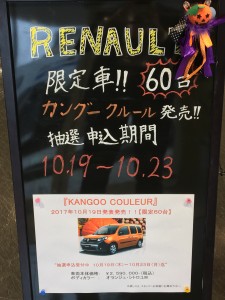 RENAULT
限定車!! 60台
カングー クルール 発売!!
抽選 申込 期間
10.19～10.23
『KANGOO COULEUR』
2017年10月19日発表発売!!【限定60台】